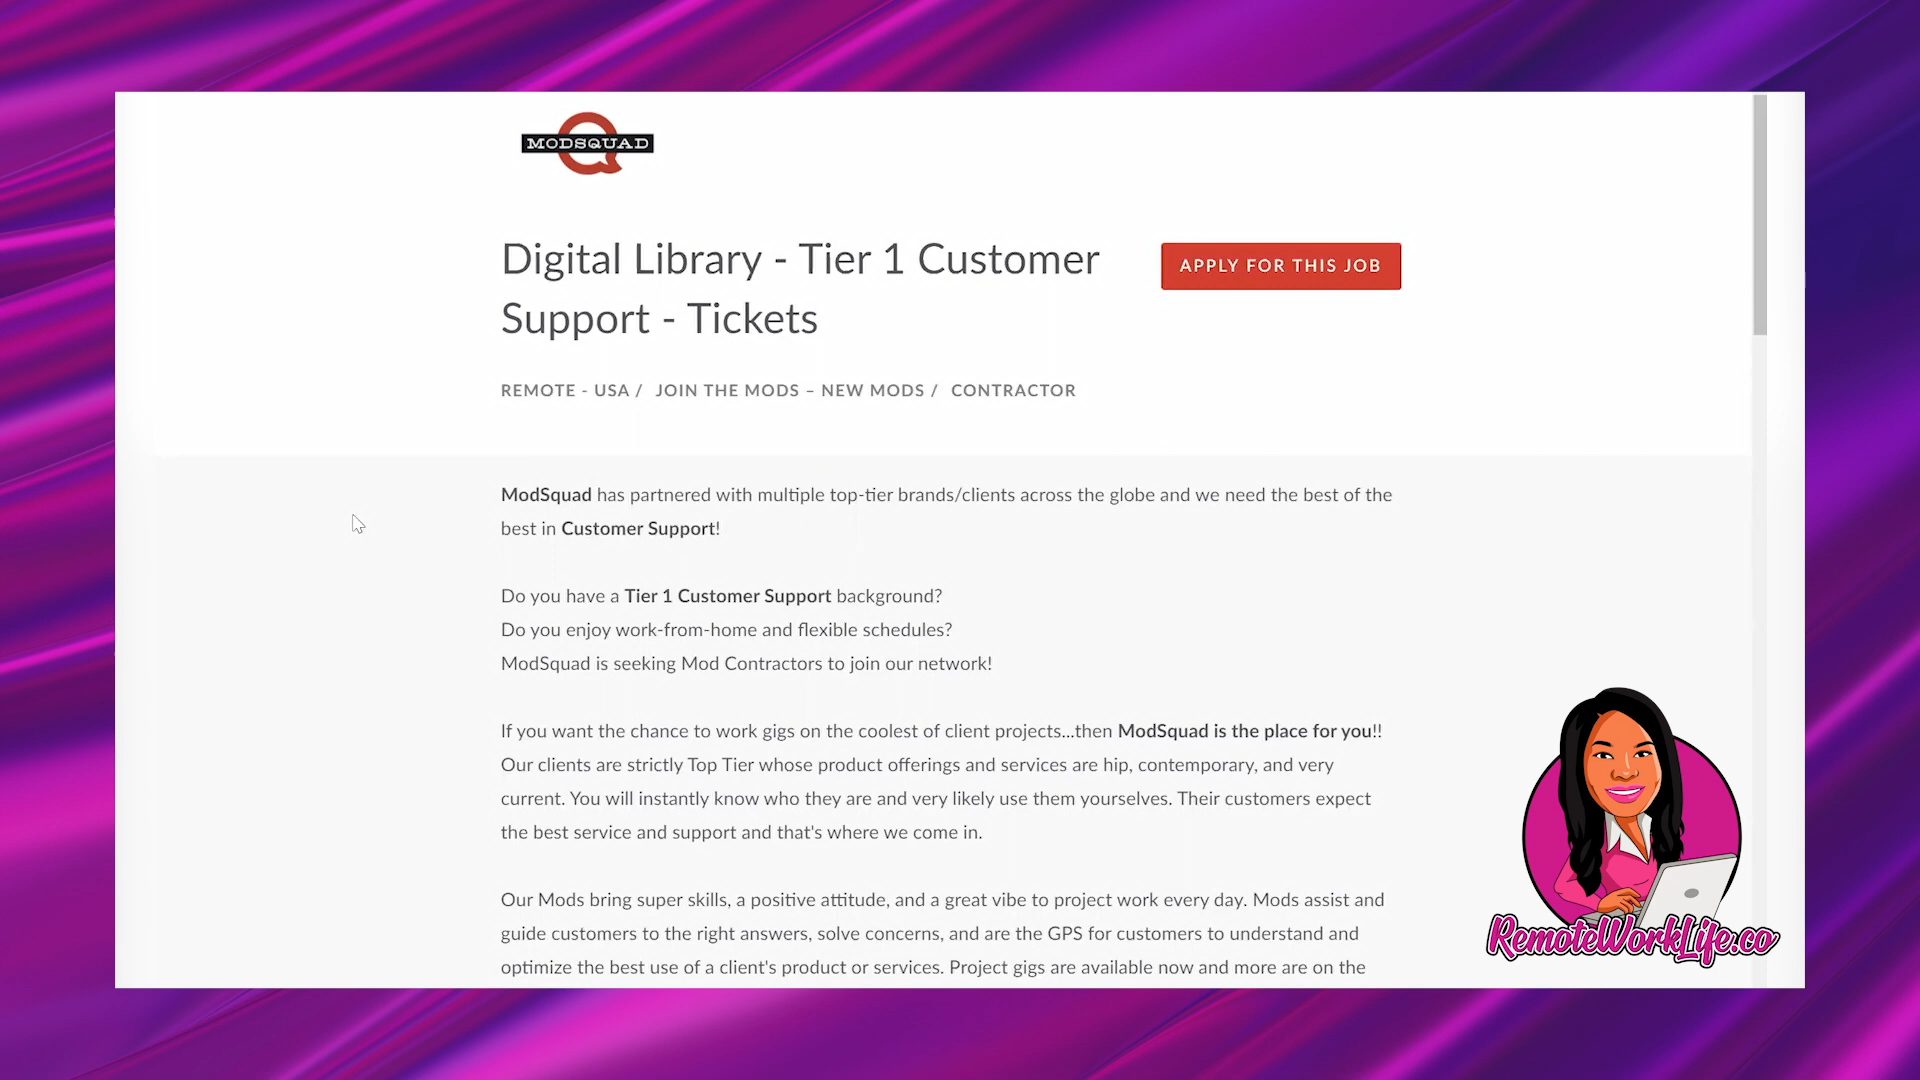 MODSQUAD
Digital Library - Tier 1 Customer
Support - Tickets
APPLY FOR THIS JOB
REMOTE - USA / JOIN THE MODS – NEW MODS / CONTRACTOR
ModSquad has partnered with multiple top-tier brands/clients across the globe and we need the best of the
best in Customer Support!
Do you have a Tier 1 Customer Support background?
Do you enjoy work-from-home and flexible schedules?
ModSquad is seeking Mod Contractors to join our network!
If you want the chance to work gigs on the coolest of client projects...then ModSquad is the place for you!!
Our clients are strictly Top Tier whose product offerings and services are hip, contemporary, and very
current. You will instantly know who they are and very likely use them yourselves. Their customers expect
the best service and support and that's where we come in.
Our Mods bring super skills, a positive attitude, and a great vibe to project work every day. Mods assist and
guide customers to the right answers, solve concerns, and are the GPS for customers to understand and
optimize the best use of a client's product or services. Project gigs are available now and more are on the
RemoteWorkLife.co